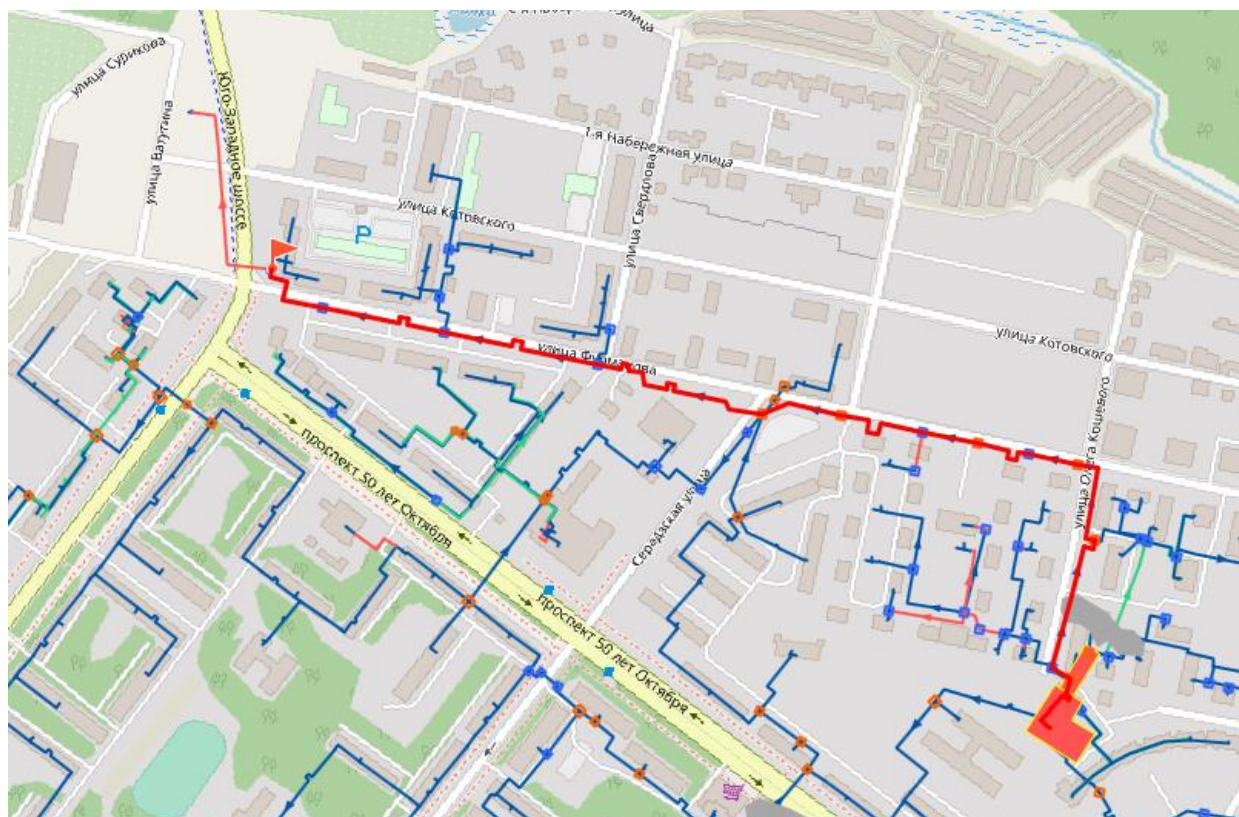 улица Сурикова
улица Ватутина
Юго-Западное шоссе
1-я Набережная улица
улица Свердлова
улица Котовского
P
улица Фурманова
улица Котовского
улица Олега Кошевого
проспект 50 лет Октября
Серадзская улица
проспект 50 лет Октября